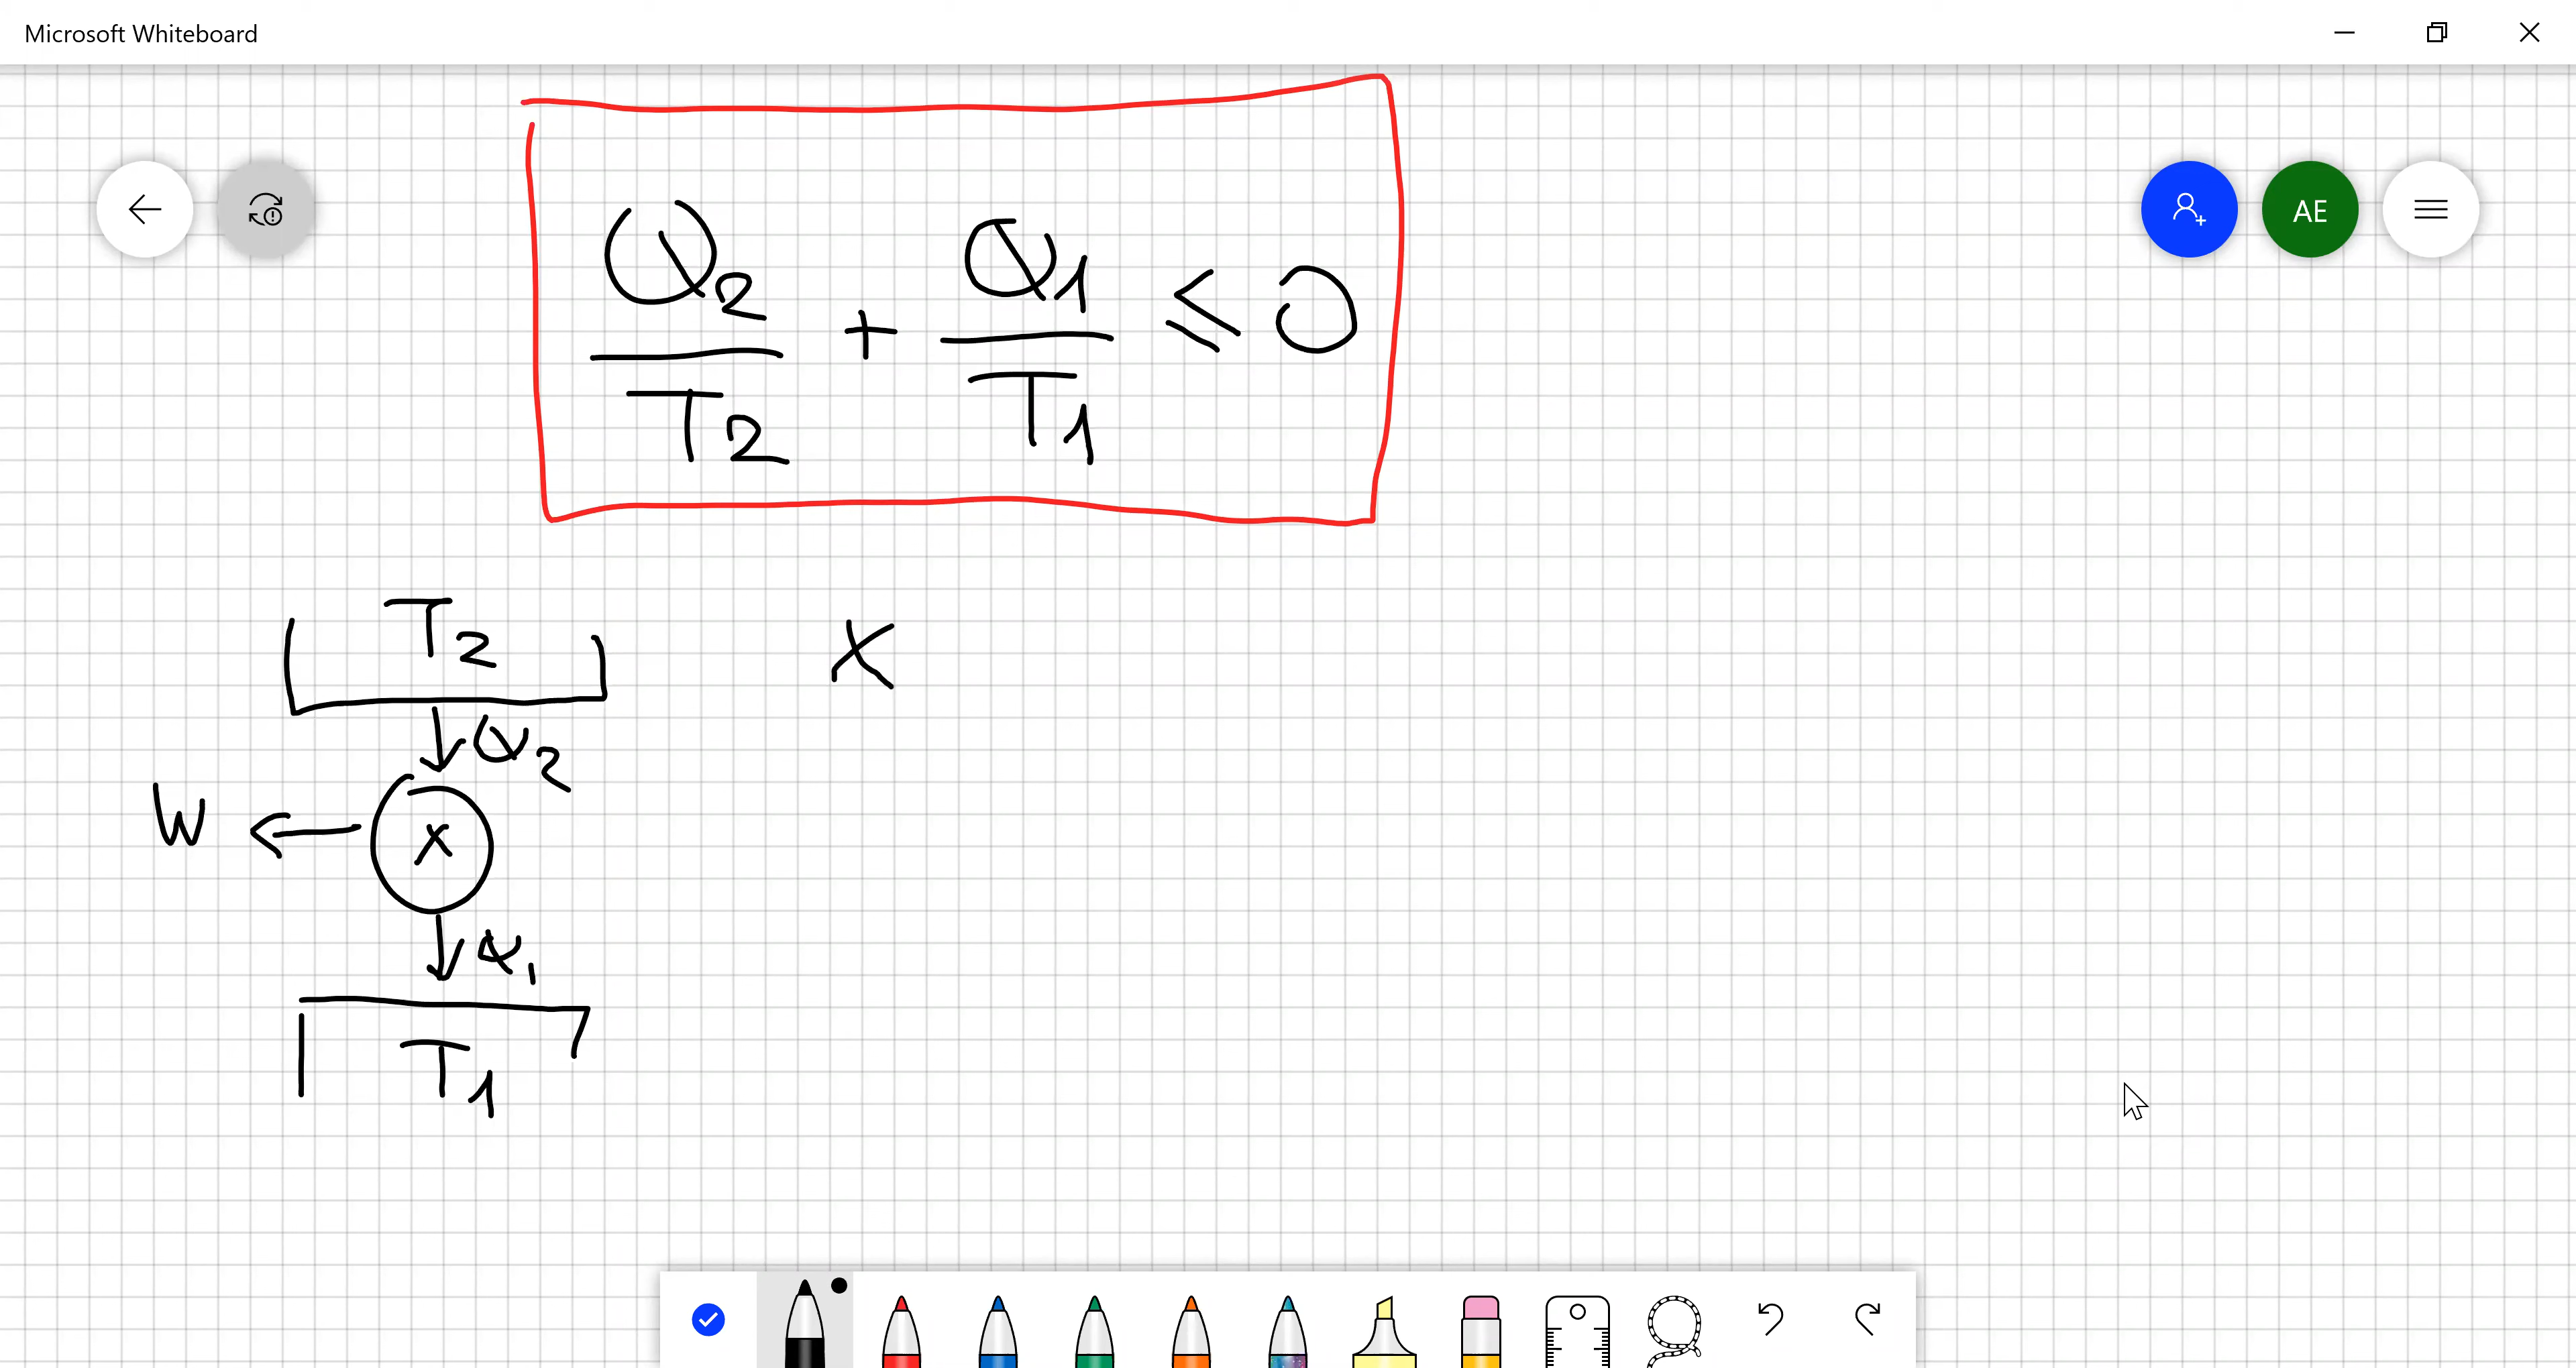 Microsoft Whiteboard
AE
Q₂/T₂ + Q₁/T₁ ≤ 0
T₂
X
Q₂
W
X
Q₁
T₁